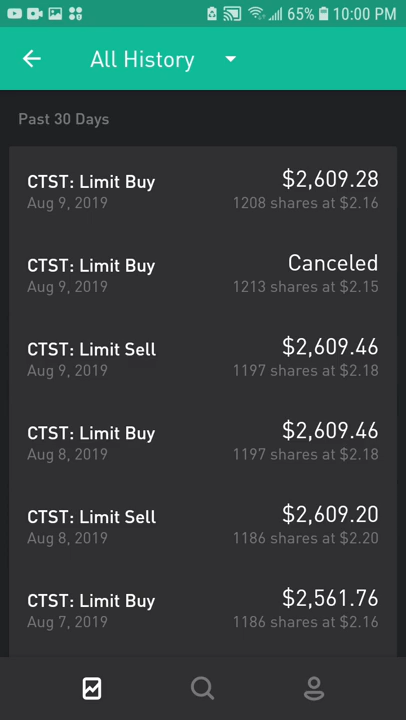 65% 10:00 PM
All History
Past 30 Days
CTST: Limit Buy $2,609.28
Aug 9, 2019 1208 shares at $2.16
CTST: Limit Buy Canceled
Aug 9, 2019 1213 shares at $2.15
CTST: Limit Sell $2,609.46
Aug 9, 2019 1197 shares at $2.18
CTST: Limit Buy $2,609.46
Aug 8, 2019 1197 shares at $2.18
CTST: Limit Sell $2,609.20
Aug 8, 2019 1186 shares at $2.20
CTST: Limit Buy $2,561.76
Aug 7, 2019 1186 shares at $2.16